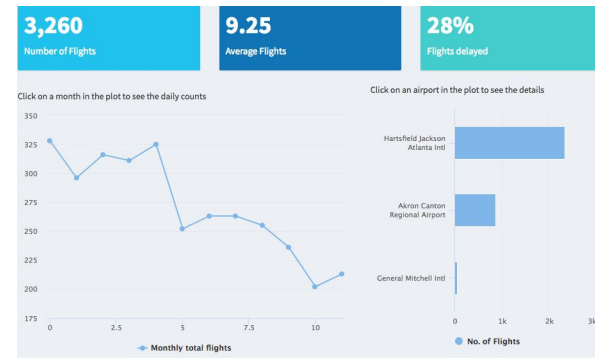 3,260
Number of Flights
9.25
Average Flights
28%
Flights delayed
Click on a month in the plot to see the daily counts
350
325
300
275
250
225
200
175
0
2.5
5
7.5
10
Monthly total flights
Click on an airport in the plot to see the details
Hartsfield Jackson
Atlanta Intl
Akron Canton
Regional Airport
General Mitchell Intl
0
1k
2k
3k
No. of Flights